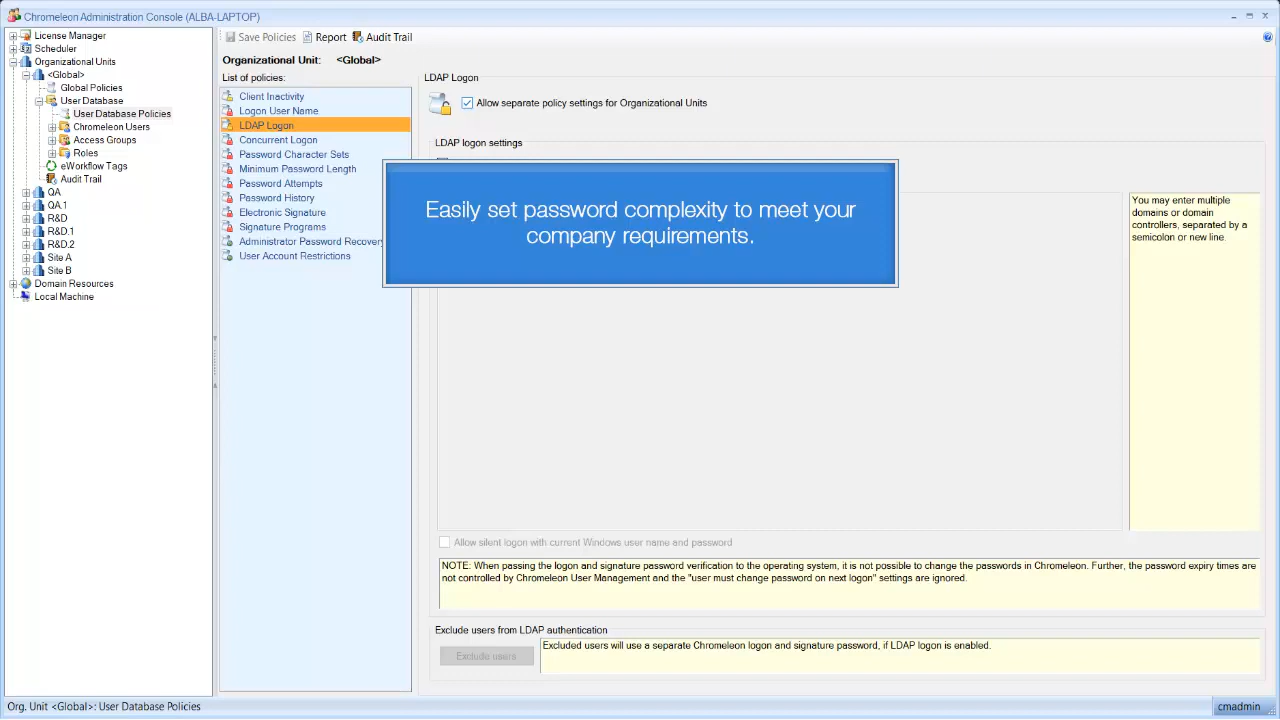 Chromeleon Administration Console (ALBA-LAPTOP)
License Manager
Scheduler
Organizational Units
<Global>
Global Policies
User Database
User Database Policies
Chromeleon Users
Access Groups
Roles
eWorkflow Tags
Audit Trail
QA
QA.1
R&D
R&D.1
R&D.2
Site A
Site B
Domain Resources
Local Machine
Save Policies Report Audit Trail
Organizational Unit: <Global>
List of policies:
Client Inactivity
Logon User Name
LDAP Logon
Concurrent Logon
Password Character Sets
Minimum Password Length
Password Attempts
Password History
Electronic Signature
Signature Programs
Administrator Password Recovery
User Account Restrictions
LDAP Logon
Allow separate policy settings for Organizational Units
LDAP logon settings
Easily set password complexity to meet your
company requirements.
You may enter multiple
domains or domain
controllers, separated by a
semicolon or new line.
Allow silent logon with current Windows user name and password
NOTE: When passing the logon and signature password verification to the operating system, it is not possible to change the passwords in Chromeleon. Further, the password expiry times are
not controlled by Chromeleon User Management and the "user must change password on next logon" settings are ignored.
Exclude users from LDAP authentication
Exclude users
Excluded users will use a separate Chromeleon logon and signature password, if LDAP logon is enabled.
Org. Unit <Global>: User Database Policies
cmadmin